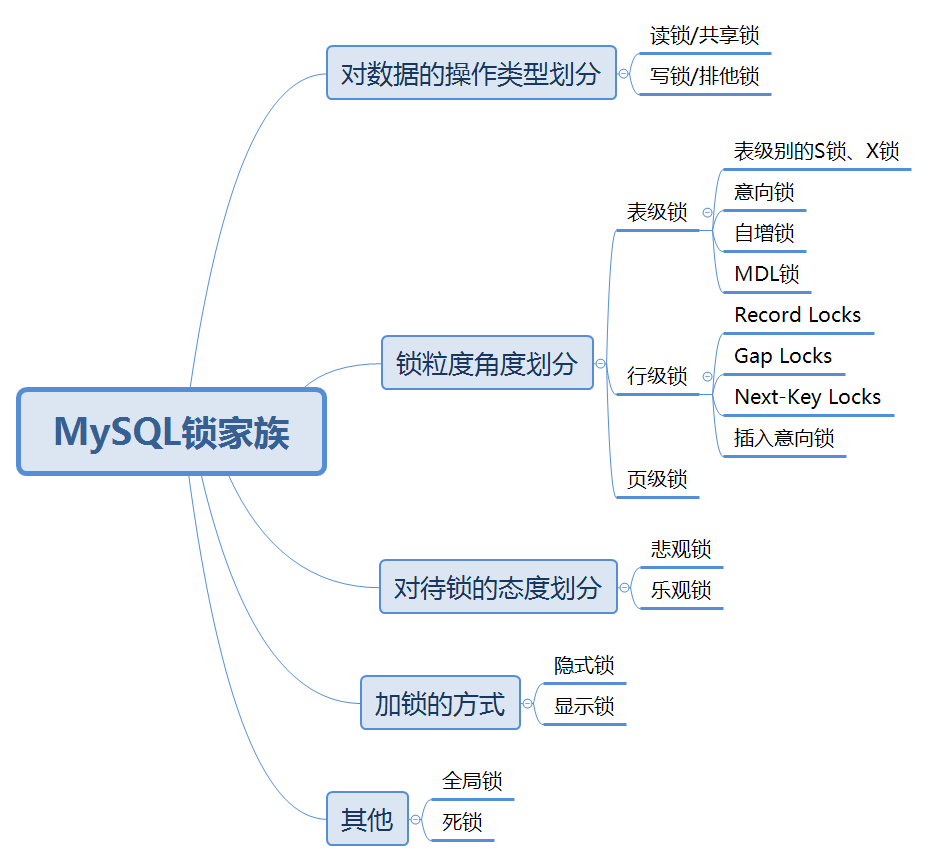 MySQL锁家族
对数据的操作类型划分
读锁/共享锁
写锁/排他锁
锁粒度角度划分
表级锁
表级别的S锁、X锁
意向锁
自增锁
MDL锁
行级锁
Record Locks
Gap Locks
Next-Key Locks
插入意向锁
页级锁
对待锁的态度划分
悲观锁
乐观锁
加锁的方式
隐式锁
显示锁
其他
全局锁
死锁